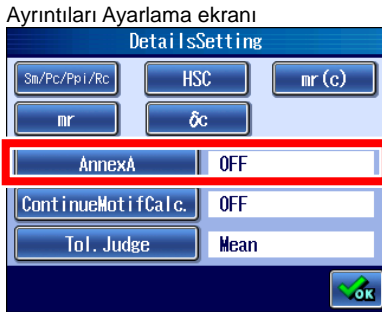 Ayrıntıları Ayarlama ekranı
DetailsSetting
Sm/Pc/Ppi/Rc HSC mr(c)
mr δc
AnnexA OFF
ContinueMotifCalc. OFF
Tol.Judge Mean
OK